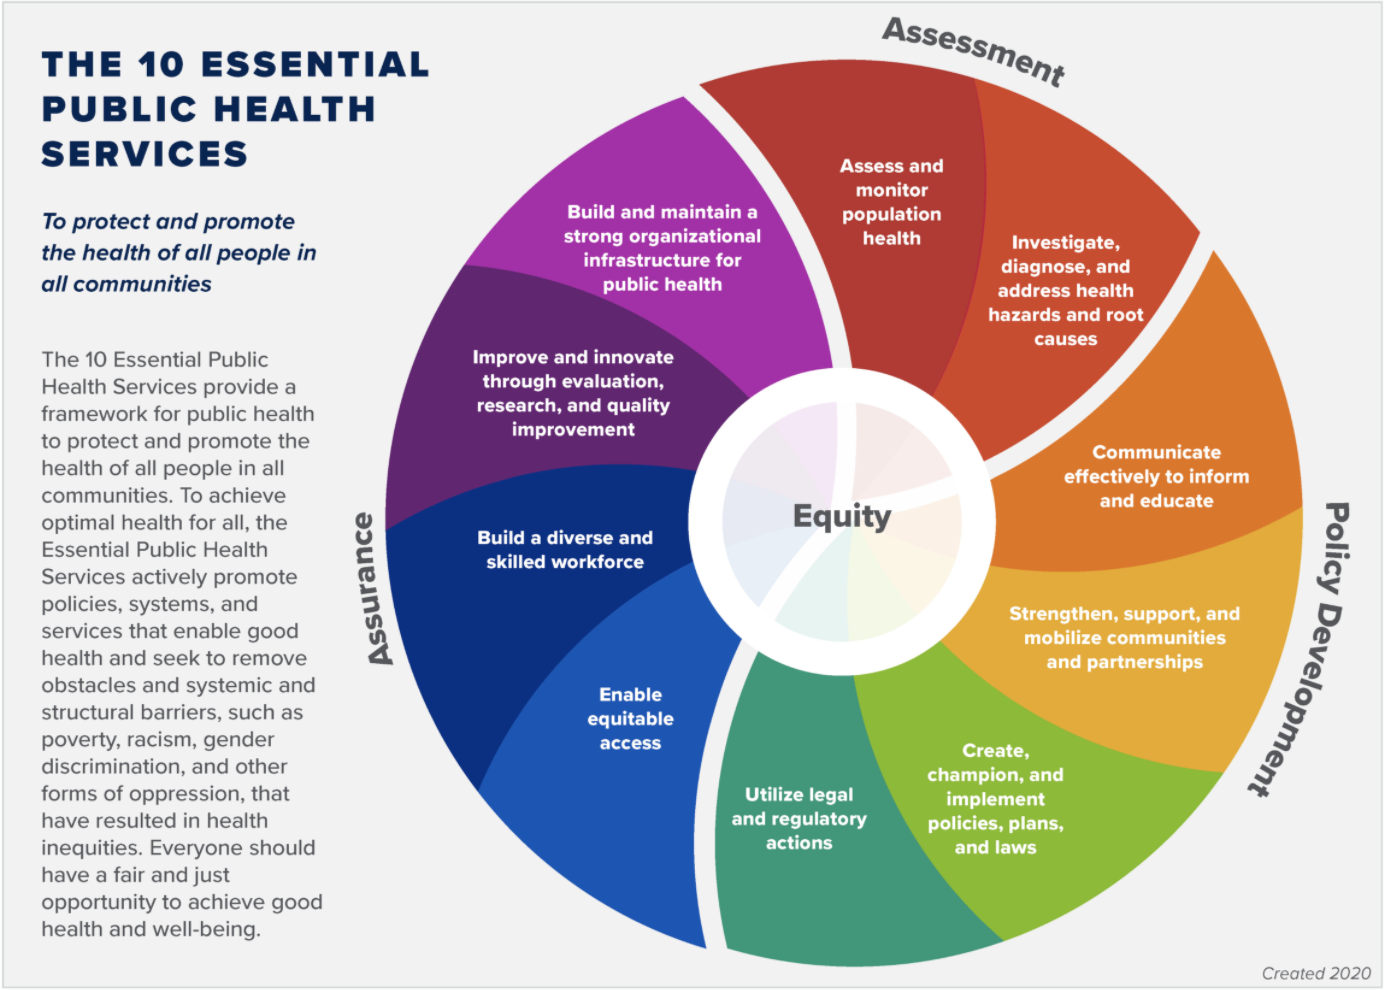 THE 10 ESSENTIAL
PUBLIC HEALTH
SERVICES
To protect and promote
the health of all people in
all communities
The 10 Essential Public
Health Services provide a
framework for public health
to protect and promote the
health of all people in all
communities. To achieve
optimal health for all, the
Essential Public Health
Services actively promote
policies, systems, and
services that enable good
health and seek to remove
obstacles and systemic and
structural barriers, such as
poverty, racism, gender
discrimination, and other
forms of oppression, that
have resulted in health
inequities. Everyone should
have a fair and just
opportunity to achieve good
health and well-being.
Assessment
Assess and
monitor
population
health
Investigate,
diagnose, and
address health
hazards and root
causes
Policy Development
Communicate
effectively to inform
and educate
Strengthen, support, and
mobilize communities
and partnerships
Create,
champion, and
implement
policies, plans,
and laws
Utilize legal
and regulatory
actions
Assurance
Enable
equitable
access
Build a diverse and
skilled workforce
Improve and innovate
through evaluation,
research, and quality
improvement
Build and maintain a
strong organizational
infrastructure for
public health
Equity
Created 2020